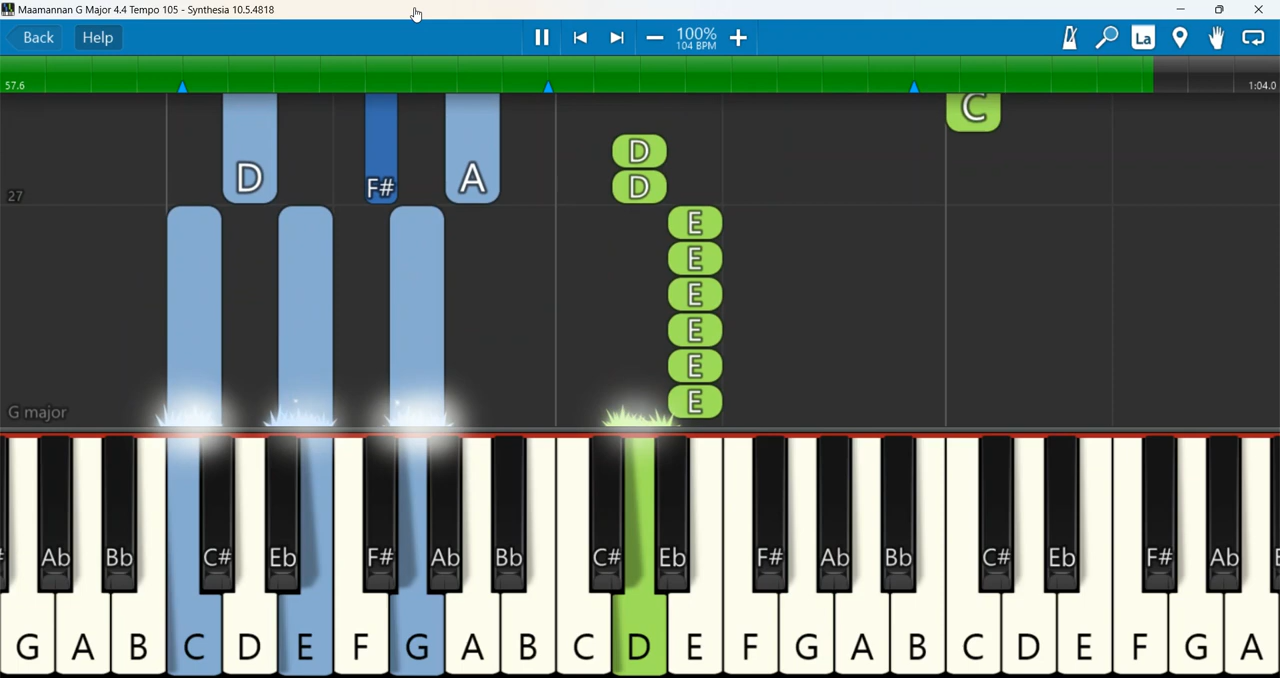 Maamannan G Major 4.4 Tempo 105 - Synthesia 10.5.4818
Back Help 100% La
104 BPM
57.6 1:04.0
C
D F# A D
27 D
E
E
E
E
E
G major E
Ab Bb C# Eb F# Ab Bb C# Eb F# Ab Bb C# Eb F# Ab
G A B C D E F G A B C D E F G A B C D E F G A